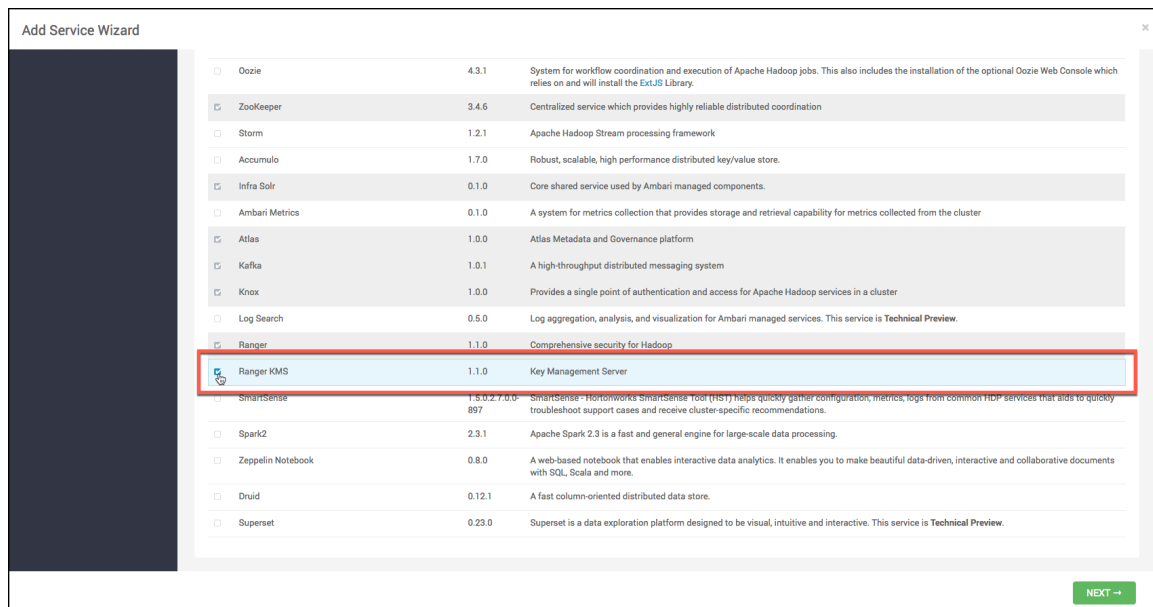 Add Service Wizard
×
Oozie 4.3.1 System for workflow coordination and execution of Apache Hadoop jobs. This also includes the installation of the optional Oozie Web Console which
relies on and will install the ExtJS Library.
ZooKeeper 3.4.6 Centralized service which provides highly reliable distributed coordination
Storm 1.2.1 Apache Hadoop Stream processing framework
Accumulo 1.7.0 Robust, scalable, high performance distributed key/value store.
Infra Solr 0.1.0 Core shared service used by Ambari managed components.
Ambari Metrics 0.1.0 A system for metrics collection that provides storage and retrieval capability for metrics collected from the cluster
Atlas 1.0.0 Atlas Metadata and Governance platform
Kafka 1.0.1 A high-throughput distributed messaging system
Knox 1.0.0 Provides a single point of authentication and access for Apache Hadoop services in a cluster
Log Search 0.5.0 Log aggregation, analysis, and visualization for Ambari managed services. This service is Technical Preview.
Ranger 1.1.0 Comprehensive security for Hadoop
Ranger KMS 1.1.0 Key Management Server
SmartSense 1.5.0.2.7.0.0- SmartSense - Hortonworks SmartSense Tool (HST) helps quickly gather configuration, metrics, logs from common HDP services that aids to quickly
897 troubleshoot support cases and receive cluster-specific recommendations.
Spark2 2.3.1 Apache Spark 2.3 is a fast and general engine for large-scale data processing.
Zeppelin Notebook 0.8.0 A web-based notebook that enables interactive data analytics. It enables you to make beautiful data-driven, interactive and collaborative documents
with SQL, Scala and more.
Druid 0.12.1 A fast column-oriented distributed data store.
Superset 0.23.0 Superset is a data exploration platform designed to be visual, intuitive and interactive. This service is Technical Preview.
NEXT →